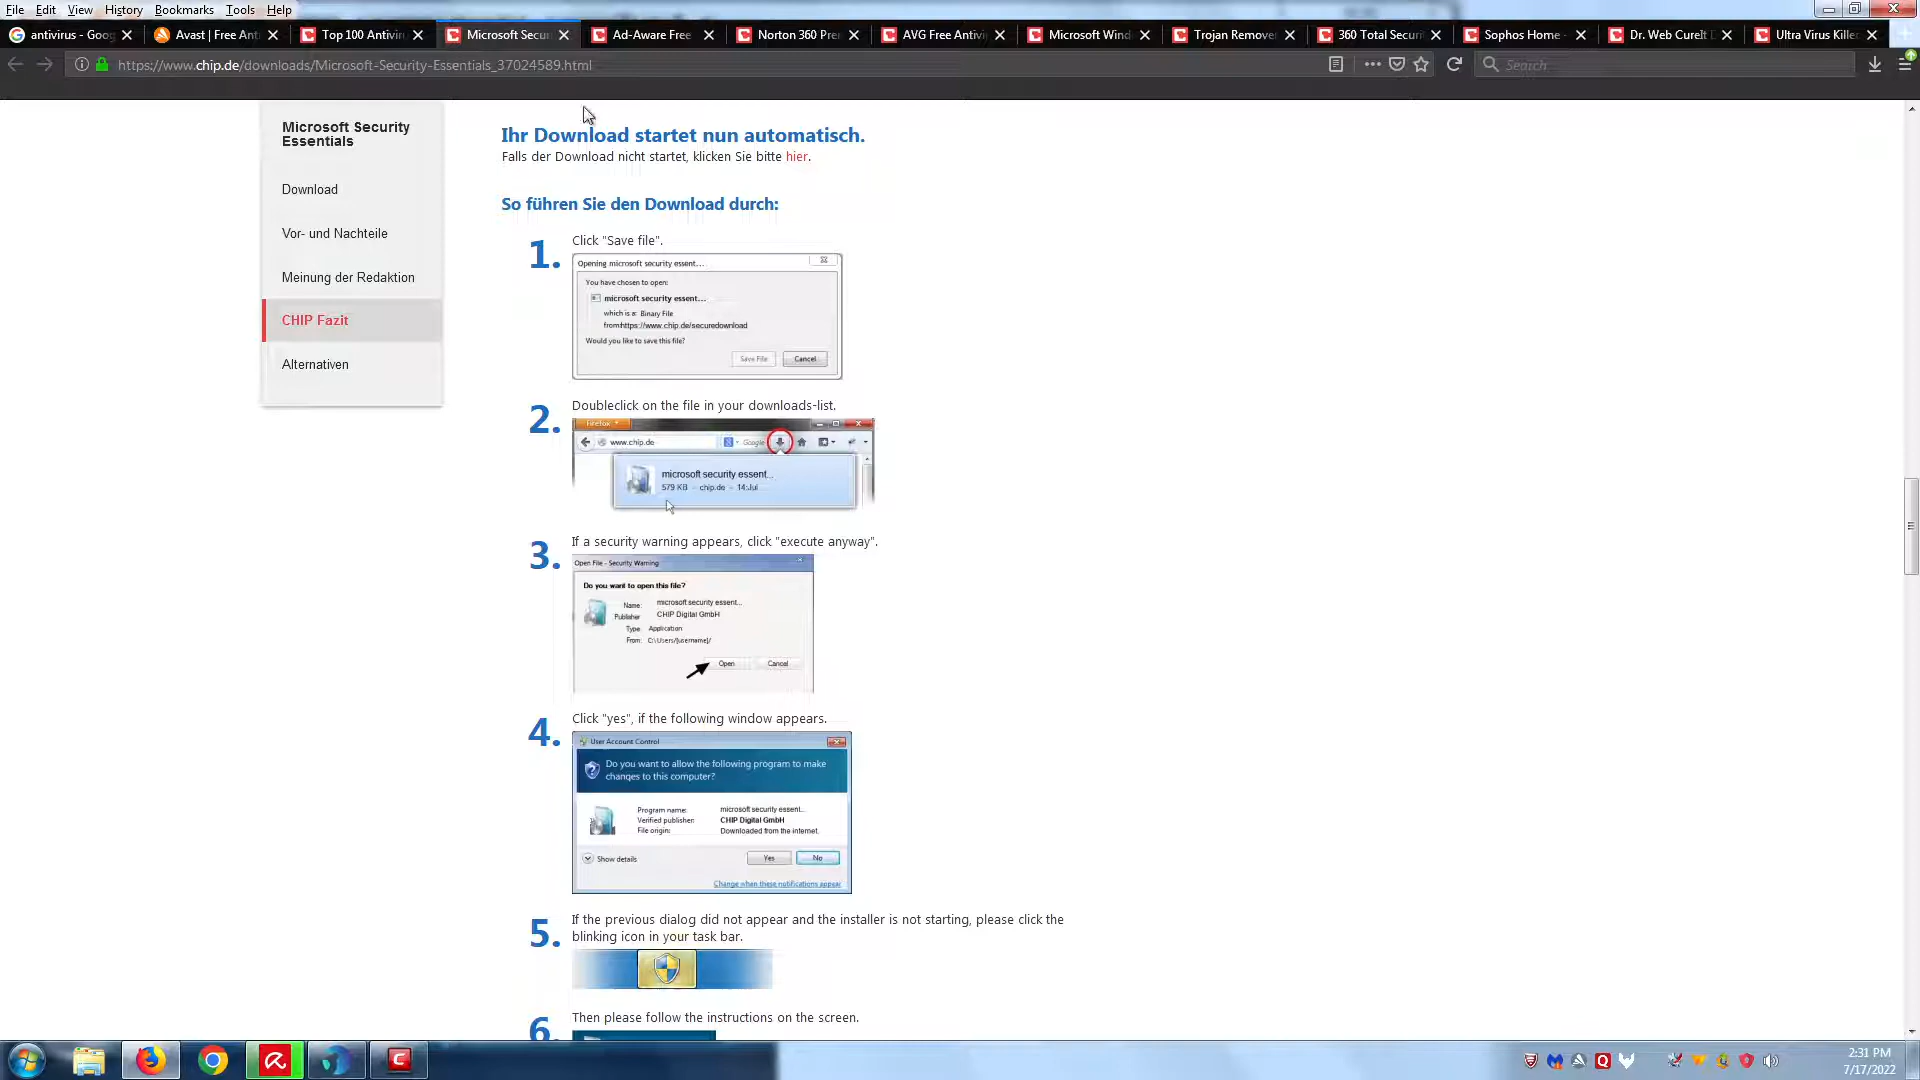 File Edit View History Bookmarks Tools Help
antivirus - Goog
Avast | Free Ant
Top 100 Antivir
Microsoft Secur
Ad-Aware Free
Norton 360 Pre
AVG Free Antivi
Microsoft Wind
Trojan Remover
360 Total Securi
Sophos Home -
Dr. Web CureIt
Ultra Virus Killer
https://www.chip.de/downloads/Microsoft-Security-Essentials_37024589.html
Search
Microsoft Security
Essentials
Download
Vor- und Nachteile
Meinung der Redaktion
CHIP Fazit
Alternativen
Ihr Download startet nun automatisch.
Falls der Download nicht startet, klicken Sie bitte hier.
So führen Sie den Download durch:
1. Click "Save file".
Opening microsoft security essent...
You have chosen to open:
microsoft security essent...
which is a: Binary File
from:https://www.chip.de/securedownload
Would you like to save this file?
Save File Cancel
2. Doubleclick on the file in your downloads-list.
Firefox
www.chip.de
Google
microsoft security essent...
579 KB - chip.de - 14.Jul
3. If a security warning appears, click "execute anyway".
Open File - Security Warning
Do you want to open this file?
Name: microsoft security essent...
Publisher CHIP Digital GmbH
Type: Application
From: C:\Users/[username]/
Open Cancel
4. Click "yes", if the following window appears.
User Account Control
Do you want to allow the following program to make
changes to this computer?
Program name: microsoft security essent...
Verified publisher: CHIP Digital GmbH
File origin: Downloaded from the internet.
Show details
Yes No
Change when these notifications appear
5. If the previous dialog did not appear and the installer is not starting, please click the
blinking icon in your task bar.
6. Then please follow the instructions on the screen.
2:31 PM
7/17/2022